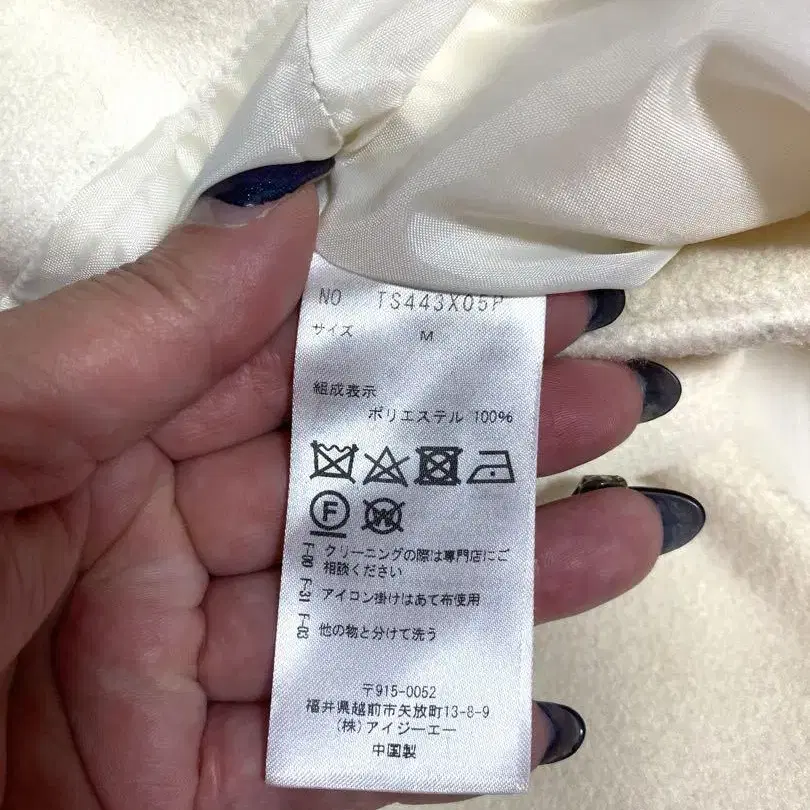 NO TS443X05P
サイズ M
組成表示
ポリエステル 100%
F
W
F-00 クリーニングの際は専門店にご
相談ください
F-31 アイコン掛けはあて布使用
F-03 他の物と分けて洗う
〒915-0052
福井県越前市矢放町13-8-9
(株)アイジーエー
中国製